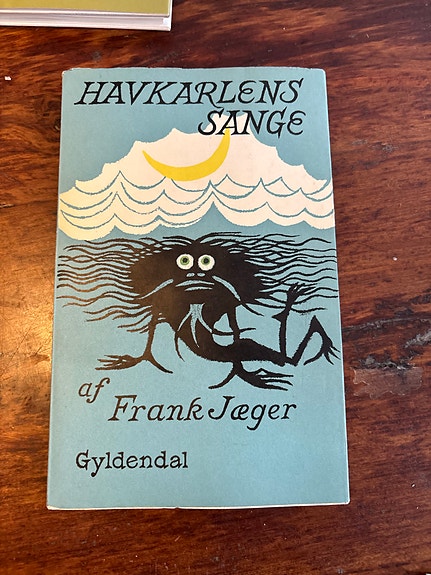 HAVKARLENS
SANGE
af
Frank Jæger
Gyldendal